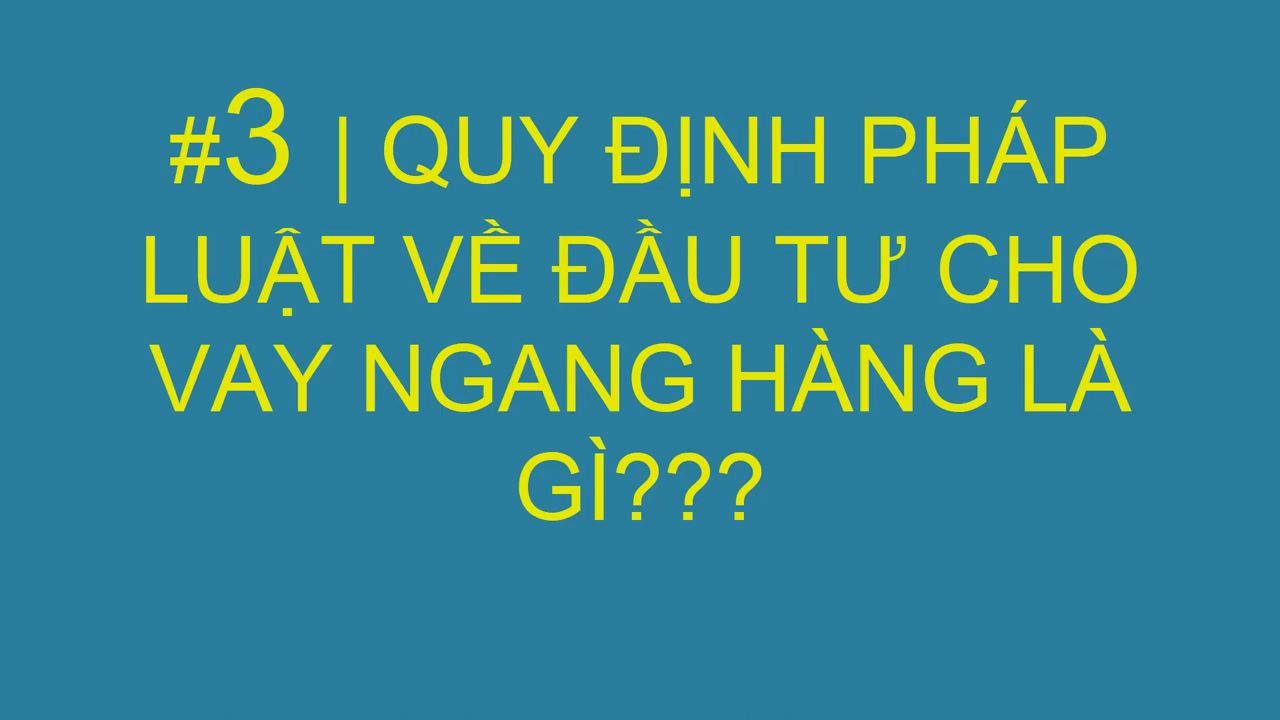 #3 | QUY ĐỊNH PHÁP
LUẬT VỀ ĐẦU TƯ CHO
VAY NGANG HÀNG LÀ
GÌ???